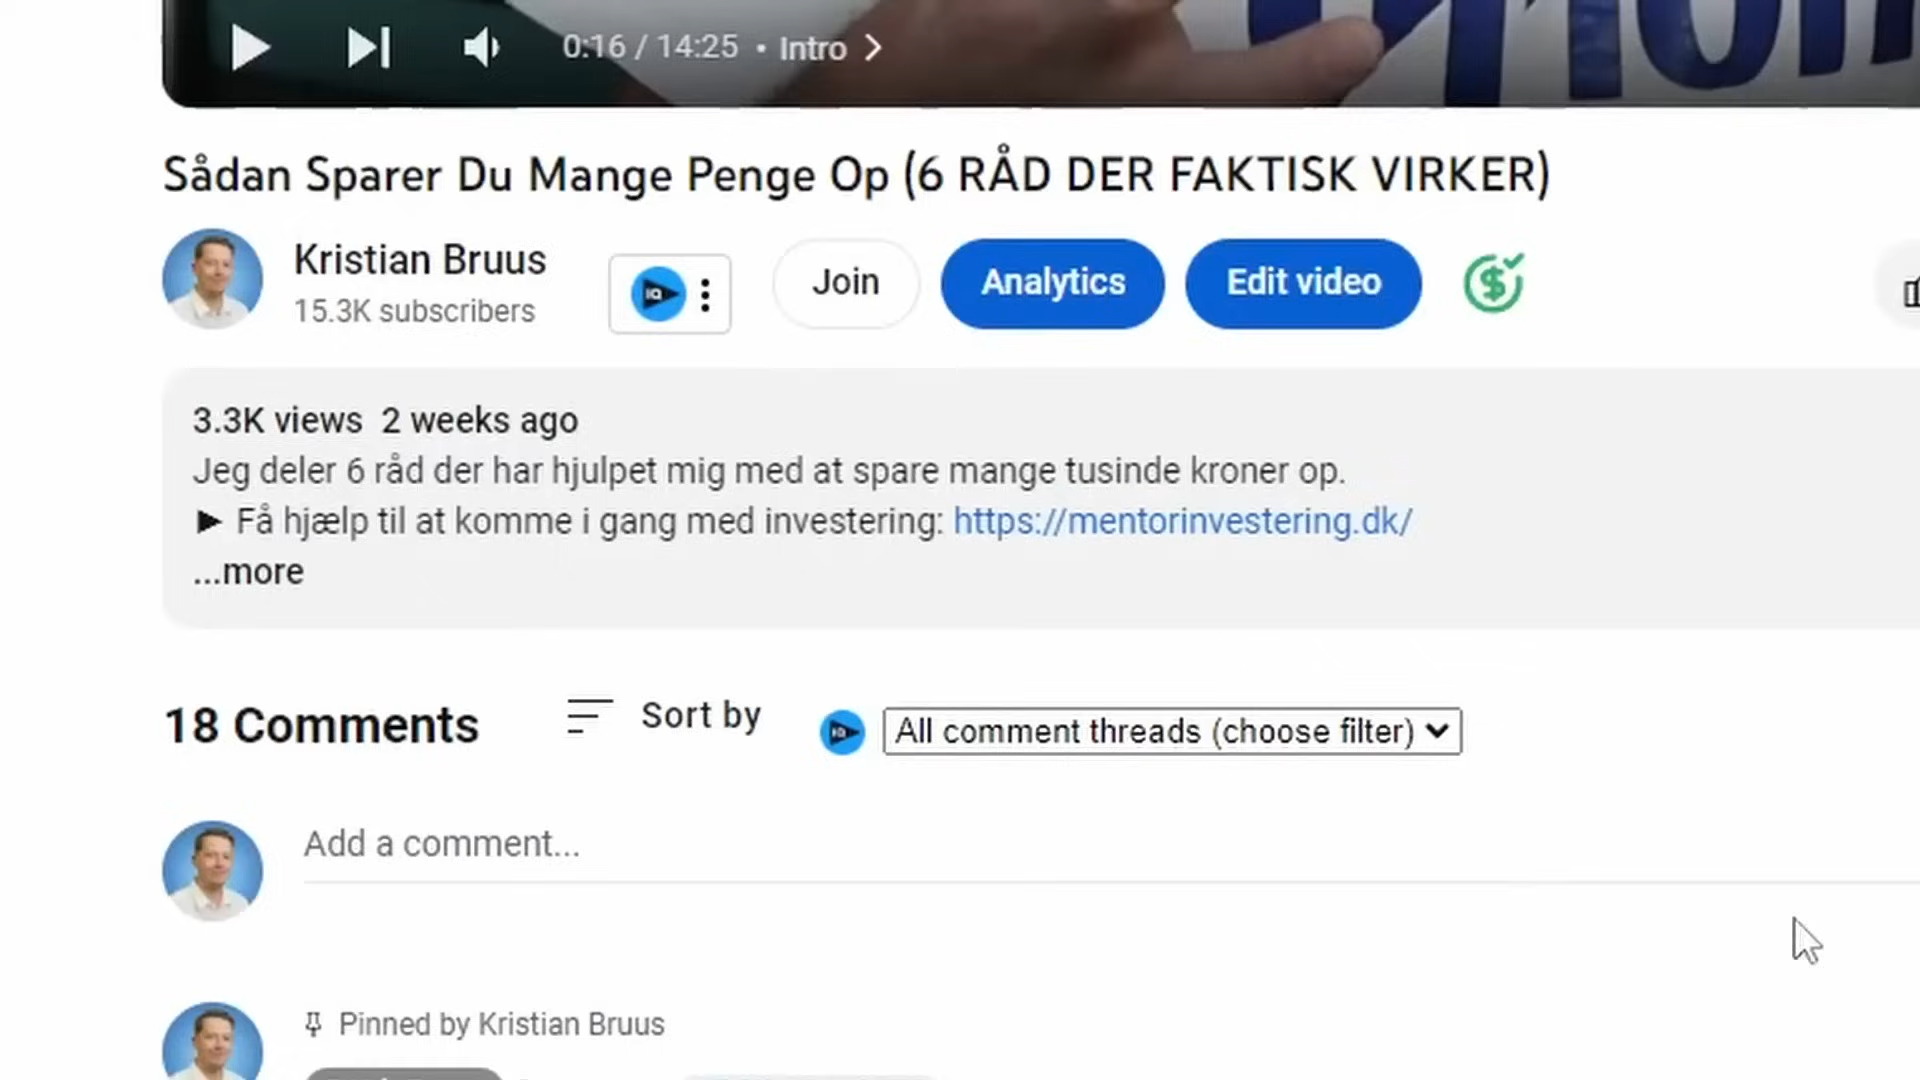 0:16 / 14:25 • Intro
Sådan Sparer Du Mange Penge Op (6 RÅD DER FAKTISK VIRKER)
Kristian Bruus
15.3K subscribers
IQ
Join
Analytics
Edit video
3.3K views 2 weeks ago
Jeg deler 6 råd der har hjulpet mig med at spare mange tusinde kroner op.
► Få hjælp til at komme i gang med investering: https://mentorinvestering.dk/
...more
18 Comments
Sort by
IQ
All comment threads (choose filter)
Add a comment...
Pinned by Kristian Bruus